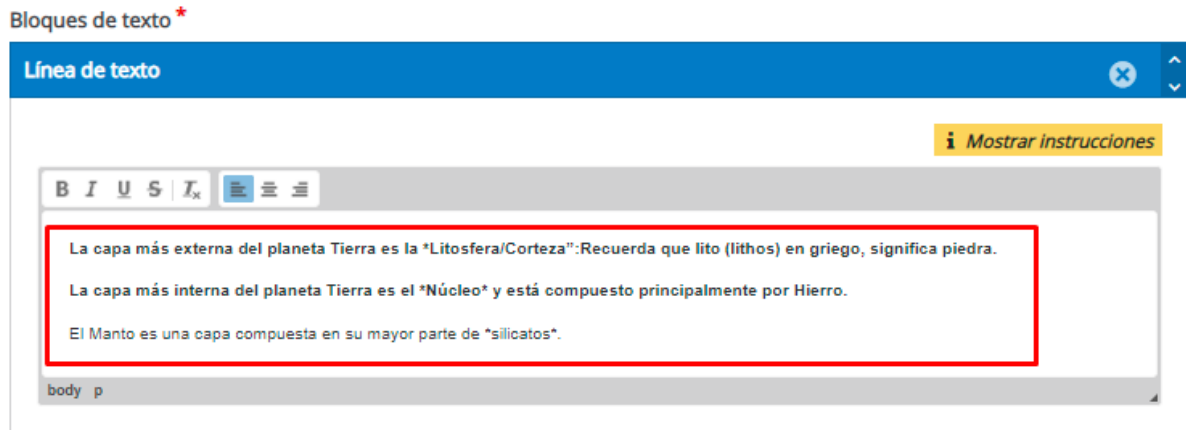 Bloques de texto *
Línea de texto
i Mostrar instrucciones
B I U S Tx
La capa más externa del planeta Tierra es la *Litosfera/Corteza”:Recuerda que lito (lithos) en griego, significa piedra.
La capa más interna del planeta Tierra es el *Núcleo* y está compuesto principalmente por Hierro.
El Manto es una capa compuesta en su mayor parte de *silicatos*.
body p